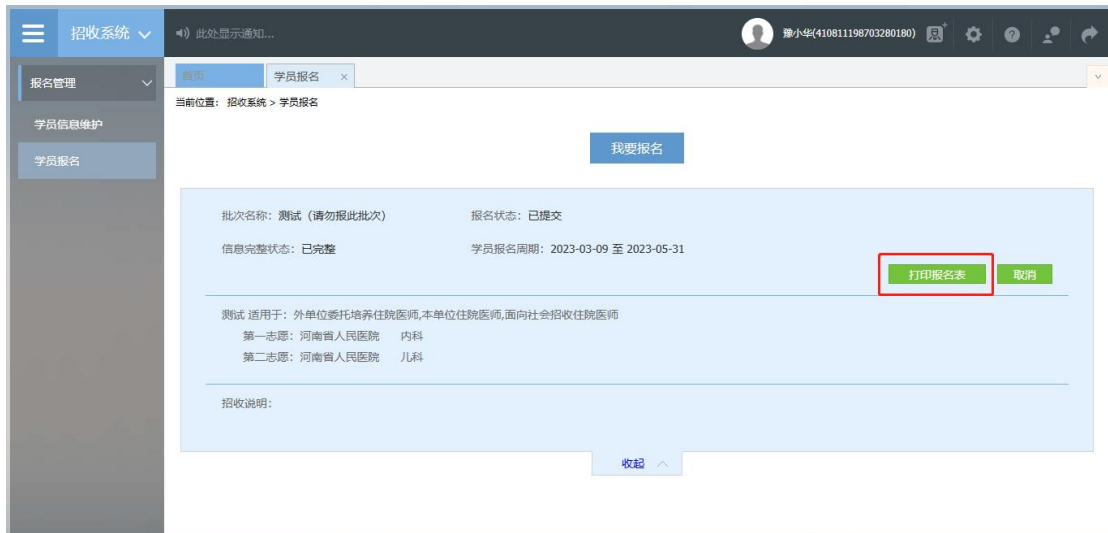 招收系统
此处显示通知...
豫小华(410811198703280180)
报名管理
首页
学员报名 ×
当前位置： 招收系统 > 学员报名
学员信息维护
学员报名
我要报名
批次名称：测试（请勿报此批次） 报名状态：已提交
信息完整状态：已完整 学员报名周期：2023-03-09 至 2023-05-31
打印报名表 取消
测试 适用于：外单位委托培养住院医师,本单位住院医师,面向社会招收住院医师
第一志愿：河南省人民医院 内科
第二志愿：河南省人民医院 儿科
招收说明：
收起